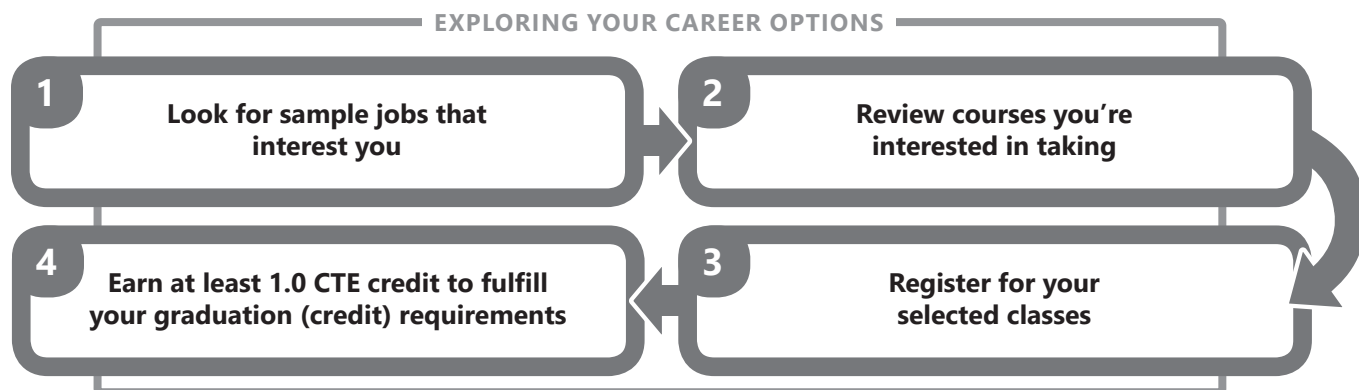 EXPLORING YOUR CAREER OPTIONS
1
Look for sample jobs that
interest you
2
Review courses you’re
interested in taking
3
Register for your
selected classes
4
Earn at least 1.0 CTE credit to fulfill
your graduation (credit) requirements